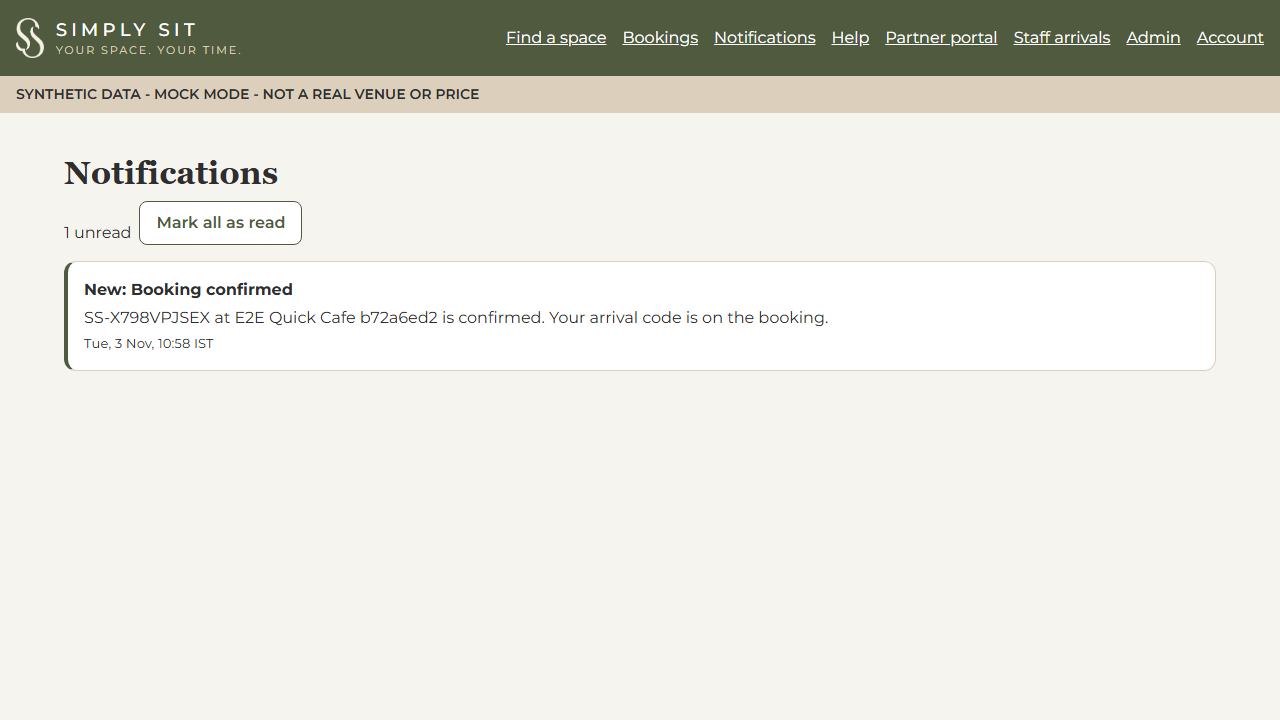 SIMPLY SIT
YOUR SPACE. YOUR TIME.
Find a space Bookings Notifications Help Partner portal Staff arrivals Admin Account
SYNTHETIC DATA - MOCK MODE - NOT A REAL VENUE OR PRICE
Notifications
1 unread Mark all as read
New: Booking confirmed
SS-X798VPJSEX at E2E Quick Cafe b72a6ed2 is confirmed. Your arrival code is on the booking.
Tue, 3 Nov, 10:58 IST